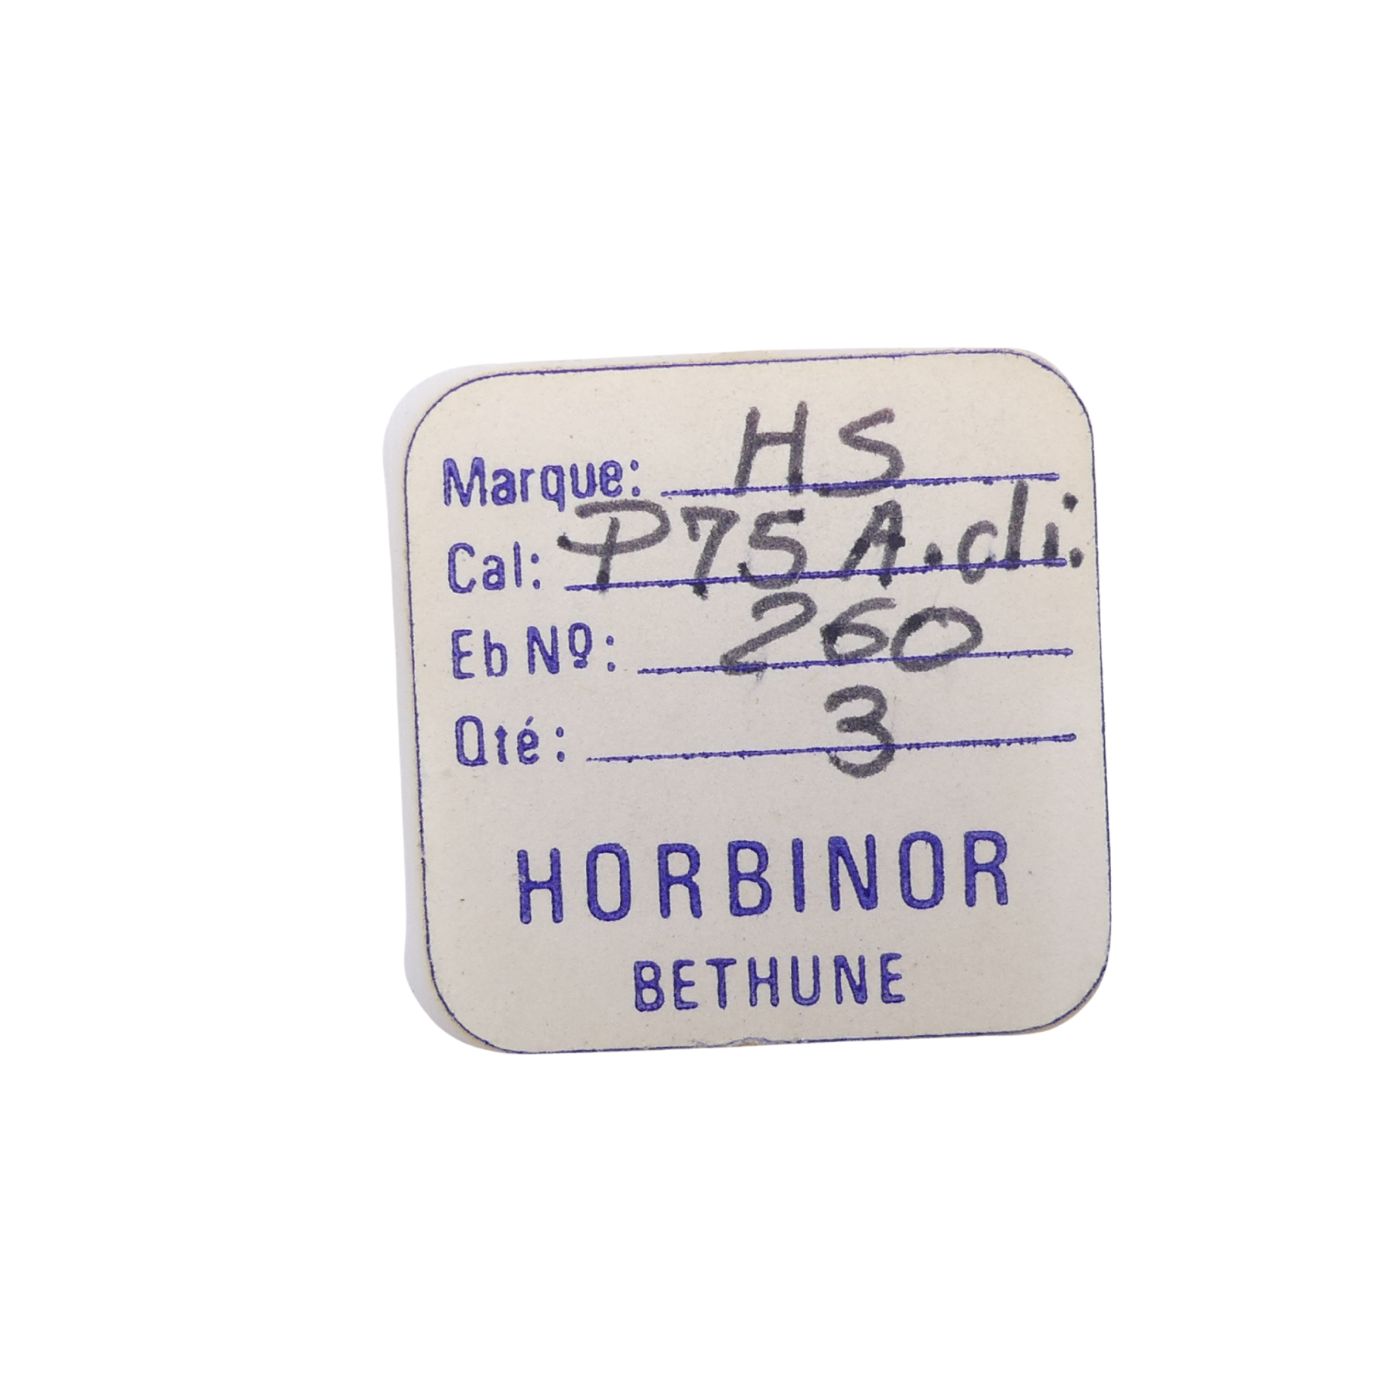 Marque: HS
Cal: P75 A. cli.
Eb Nº: 260
Qté: 3
HORBINOR
BETHUNE